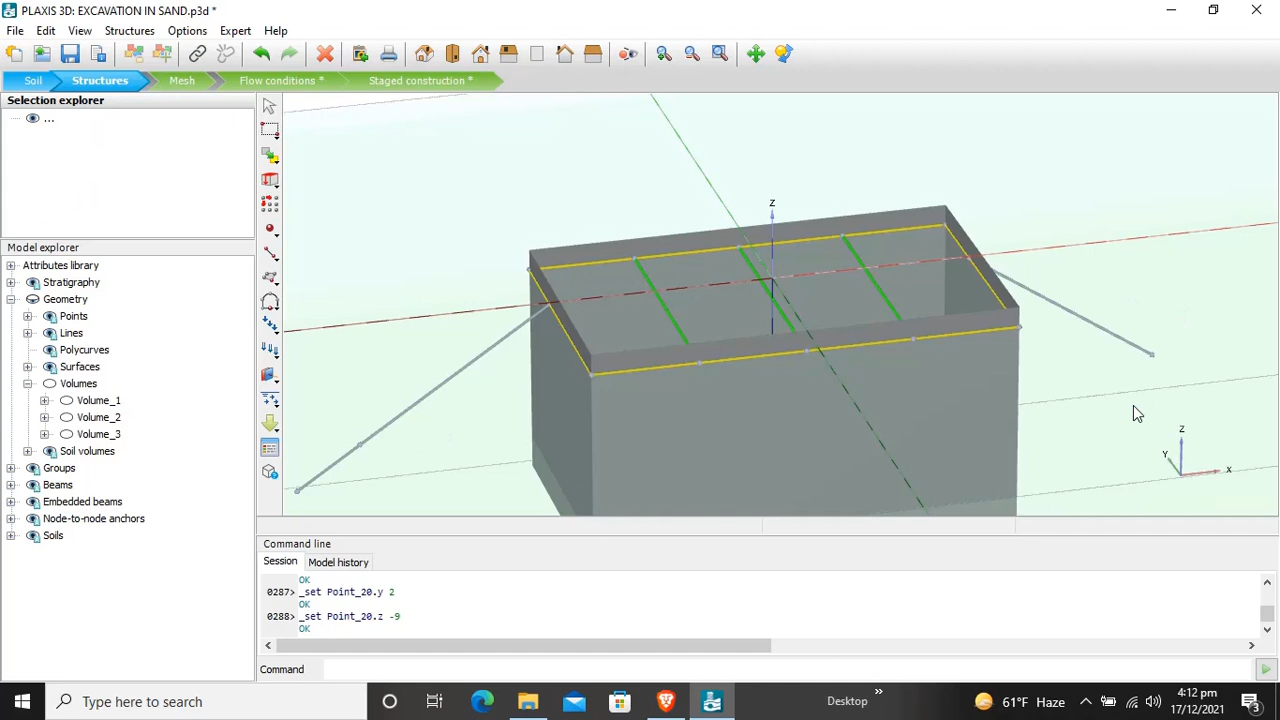 PLAXIS 3D: EXCAVATION IN SAND.p3d *
File Edit View Structures Options Expert Help
Soil Structures Mesh Flow conditions * Staged construction *
Selection explorer
...
Model explorer
Attributes library
Stratigraphy
Geometry
Points
Lines
Polycurves
Surfaces
Volumes
Volume_1
Volume_2
Volume_3
Soil volumes
Groups
Beams
Embedded beams
Node-to-node anchors
Soils
Z
Z
Y
X
Command line
Session Model history
OK
0287> _set Point_20.y 2
OK
0288> _set Point_20.z -9
OK
Command
Type here to search
Desktop
61°F Haze
4:12 pm
17/12/2021
3